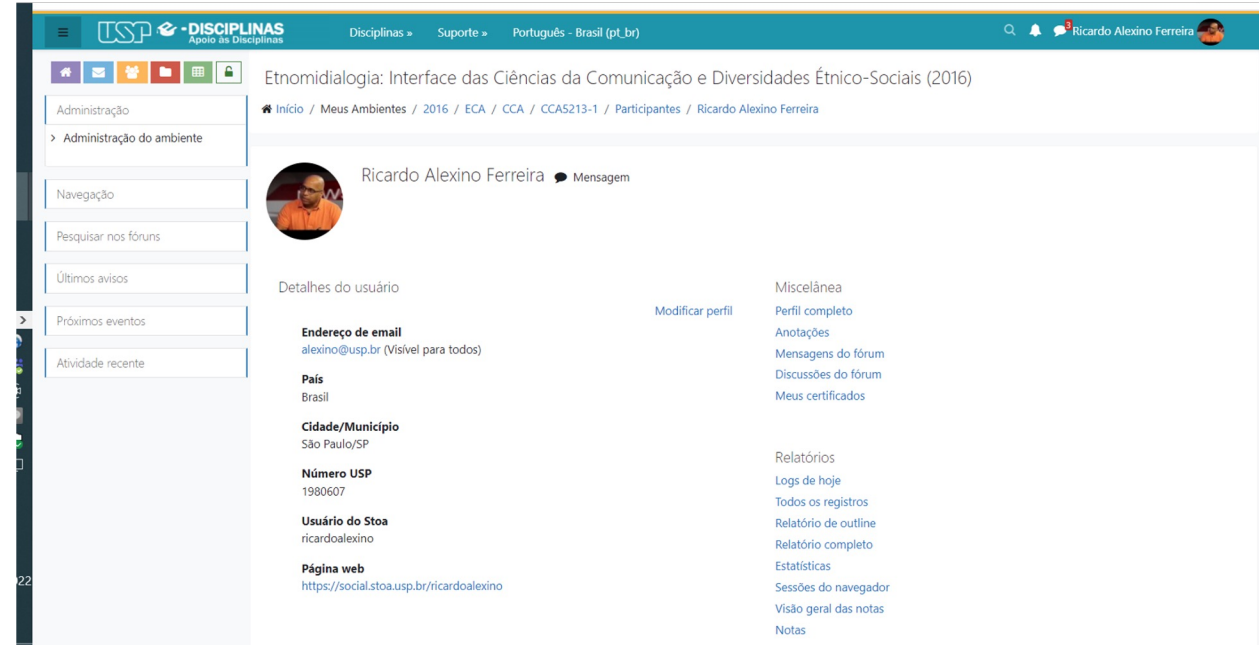 USP e-DISCIPLINAS
Apoio às Disciplinas
Disciplinas » Suporte » Português - Brasil (pt_br)
3 Ricardo Alexino Ferreira
Etnomidialogia: Interface das Ciências da Comunicação e Diversidades Étnico-Sociais (2016)
Início / Meus Ambientes / 2016 / ECA / CCA / CCA5213-1 / Participantes / Ricardo Alexino Ferreira
Administração
Administração do ambiente
Navegação
Pesquisar nos fóruns
Últimos avisos
Próximos eventos
Atividade recente
Ricardo Alexino Ferreira Mensagem
Detalhes do usuário
Modificar perfil
Endereço de email
alexino@usp.br (Visível para todos)
País
Brasil
Cidade/Município
São Paulo/SP
Número USP
1980607
Usuário do Stoa
ricardoalexino
Página web
https://social.stoa.usp.br/ricardoalexino
Miscelânea
Perfil completo
Anotações
Mensagens do fórum
Discussões do fórum
Meus certificados
Relatórios
Logs de hoje
Todos os registros
Relatório de outline
Relatório completo
Estatísticas
Sessões do navegador
Visão geral das notas
Notas